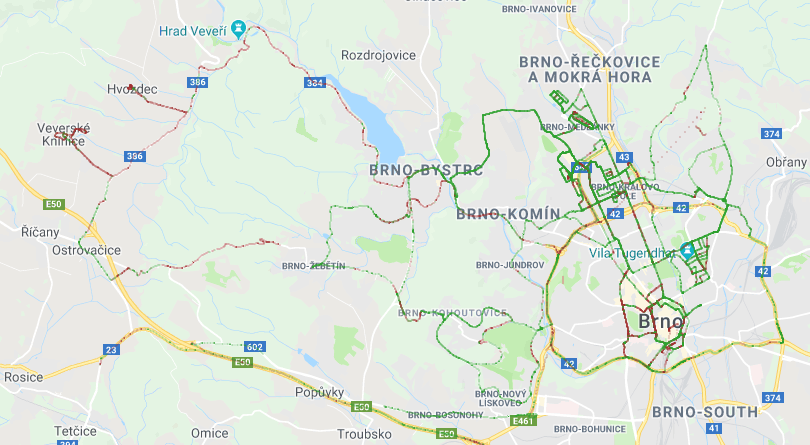 BRNO-IVANOVICE
Hrad Veveří
Rozdrojovice
BRNO-ŘEČKOVICE
A MOKRÁ HORA
386
384
Hvozdec
BRNO-MEDLÁNKY
Veverské
Knínice
374
386
43
Obřany
BRNO-BYSTRC
BRNO-KRÁLOVO
POLE
E50
42
42
BRNO-KOMÍN
Říčany
Ostrovačice
Vila Tugendhat
BRNO-ŽEBĚTÍN
BRNO-JUNDROV
42
BRNO-KOHOUTOVICE
Brno
23
602
E50
42
Rosice
Popůvky
BRNO-NOVÝ
LÍSKOVEC
374
E50
BRNO-BOSONOHY
E461
BRNO-SOUTH
Tetčice
Omice
Troubsko
E50
BRNO-BOHUNICE
41
394